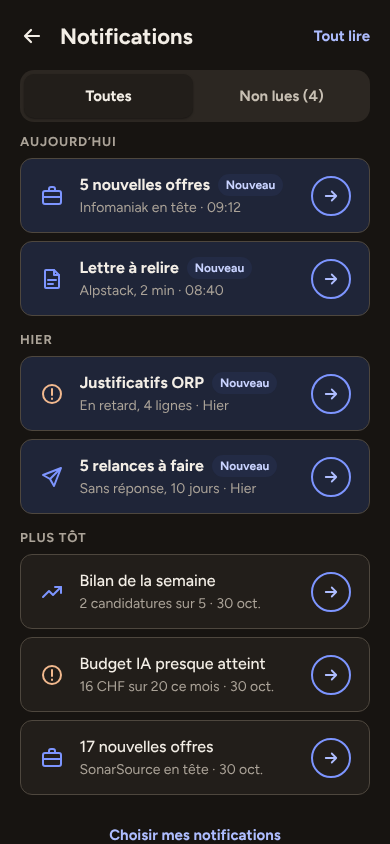 Notifications
Tout lire
Toutes
Non lues (4)
AUJOURD'HUI
5 nouvelles offres Nouveau
Infomaniak en tête · 09:12
Lettre à relire Nouveau
Alpstack, 2 min · 08:40
HIER
Justificatifs ORP Nouveau
En retard, 4 lignes · Hier
5 relances à faire Nouveau
Sans réponse, 10 jours · Hier
PLUS TÔT
Bilan de la semaine
2 candidatures sur 5 · 30 oct.
Budget IA presque atteint
16 CHF sur 20 ce mois · 30 oct.
17 nouvelles offres
SonarSource en tête · 30 oct.
Choisir mes notifications